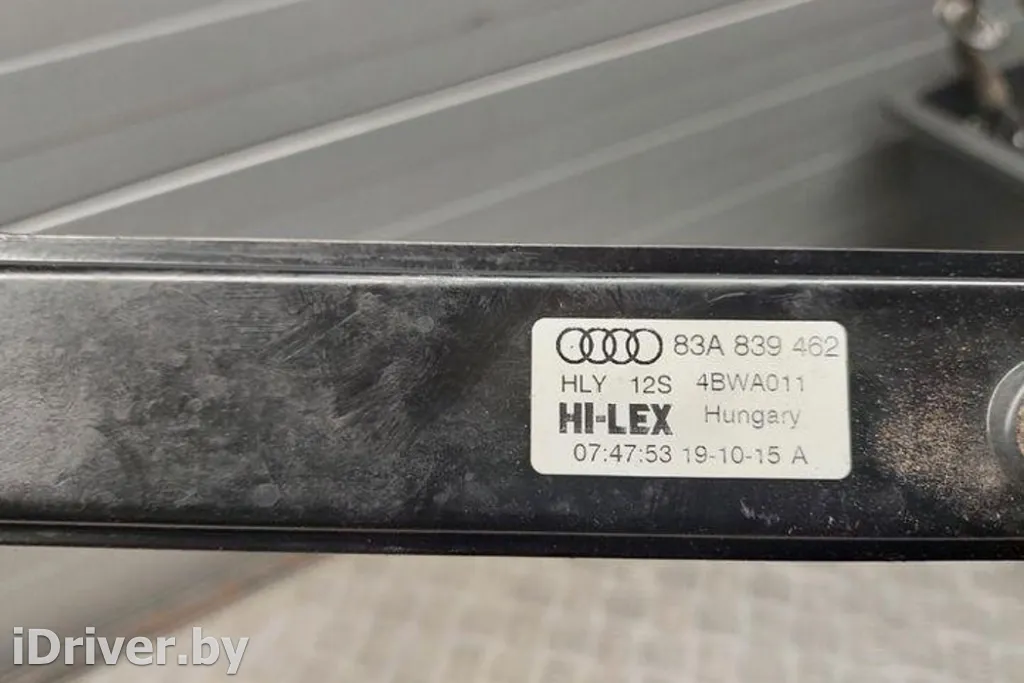 83A 839 462
HLY 12S 4BWA011
HI-LEX Hungary
07:47:53 19-10-15 A
iDriver.by